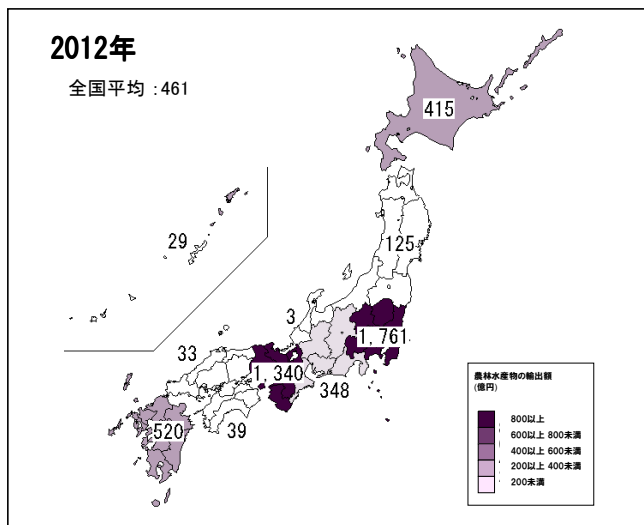 2012年
全国平均 :461
415
29
125
3
1,761
33
1,340
348
520
39
農林水産物の輸出額
(億円)
800以上
600以上 800未満
400以上 600未満
200以上 400未満
200未満